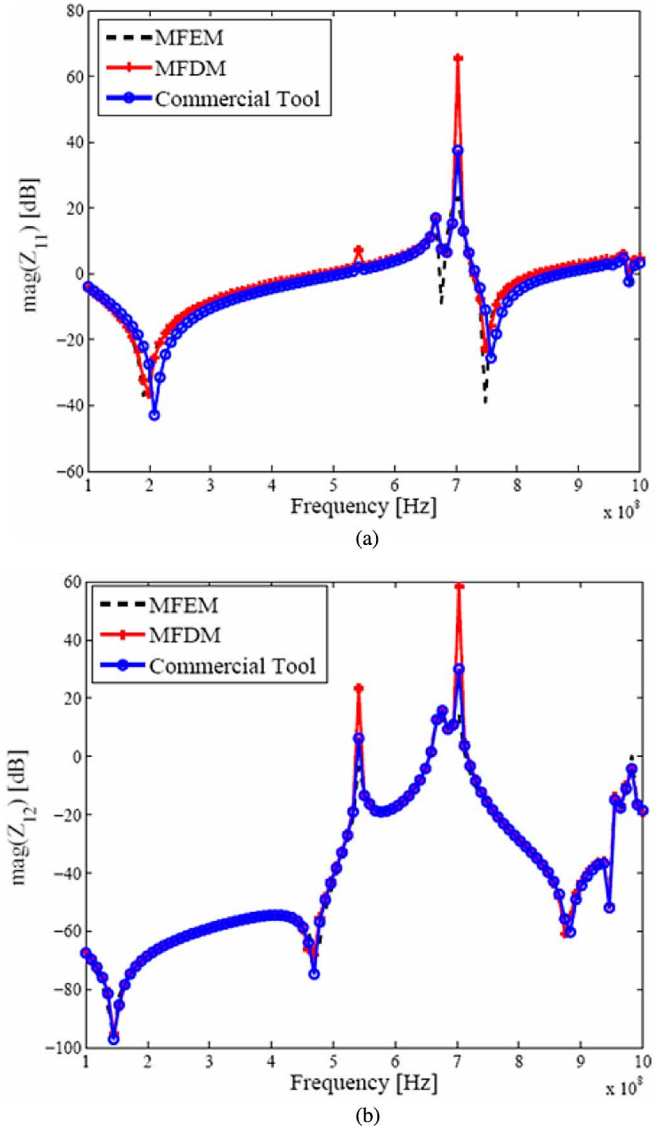 80
60
40
20
0
−20
−40
−60
mag(Z11) [dB]
MFEM
MFDM
Commercial Tool
1 2 3 4 5 6 7 8 9 10
Frequency [Hz]
x 10^8
(a)
60
40
20
0
−20
−40
−60
−80
−100
mag(Z12) [dB]
MFEM
MFDM
Commercial Tool
1 2 3 4 5 6 7 8 9 10
Frequency [Hz]
x 10^8
(b)